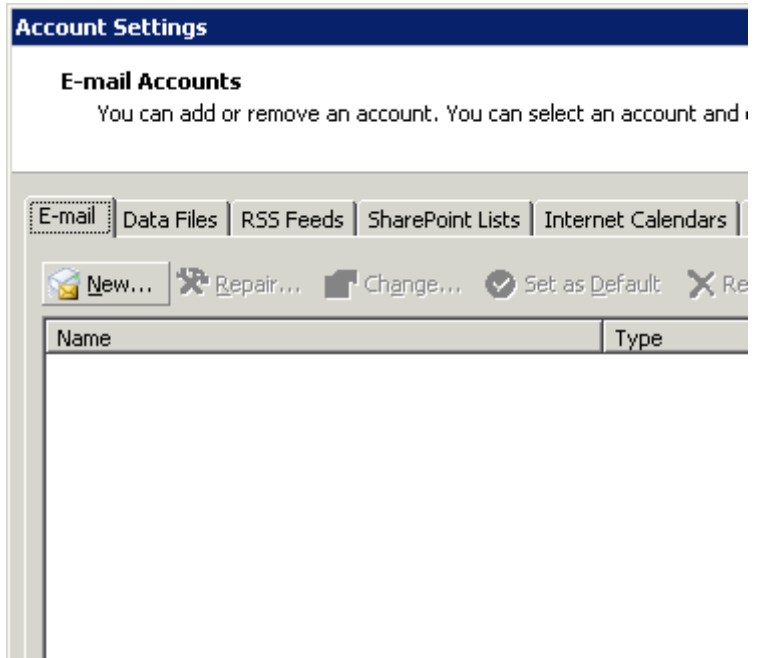 Account Settings
E-mail Accounts
You can add or remove an account. You can select an account and
E-mail Data Files RSS Feeds SharePoint Lists Internet Calendars
New... Repair... Change... Set as Default Re
Name Type